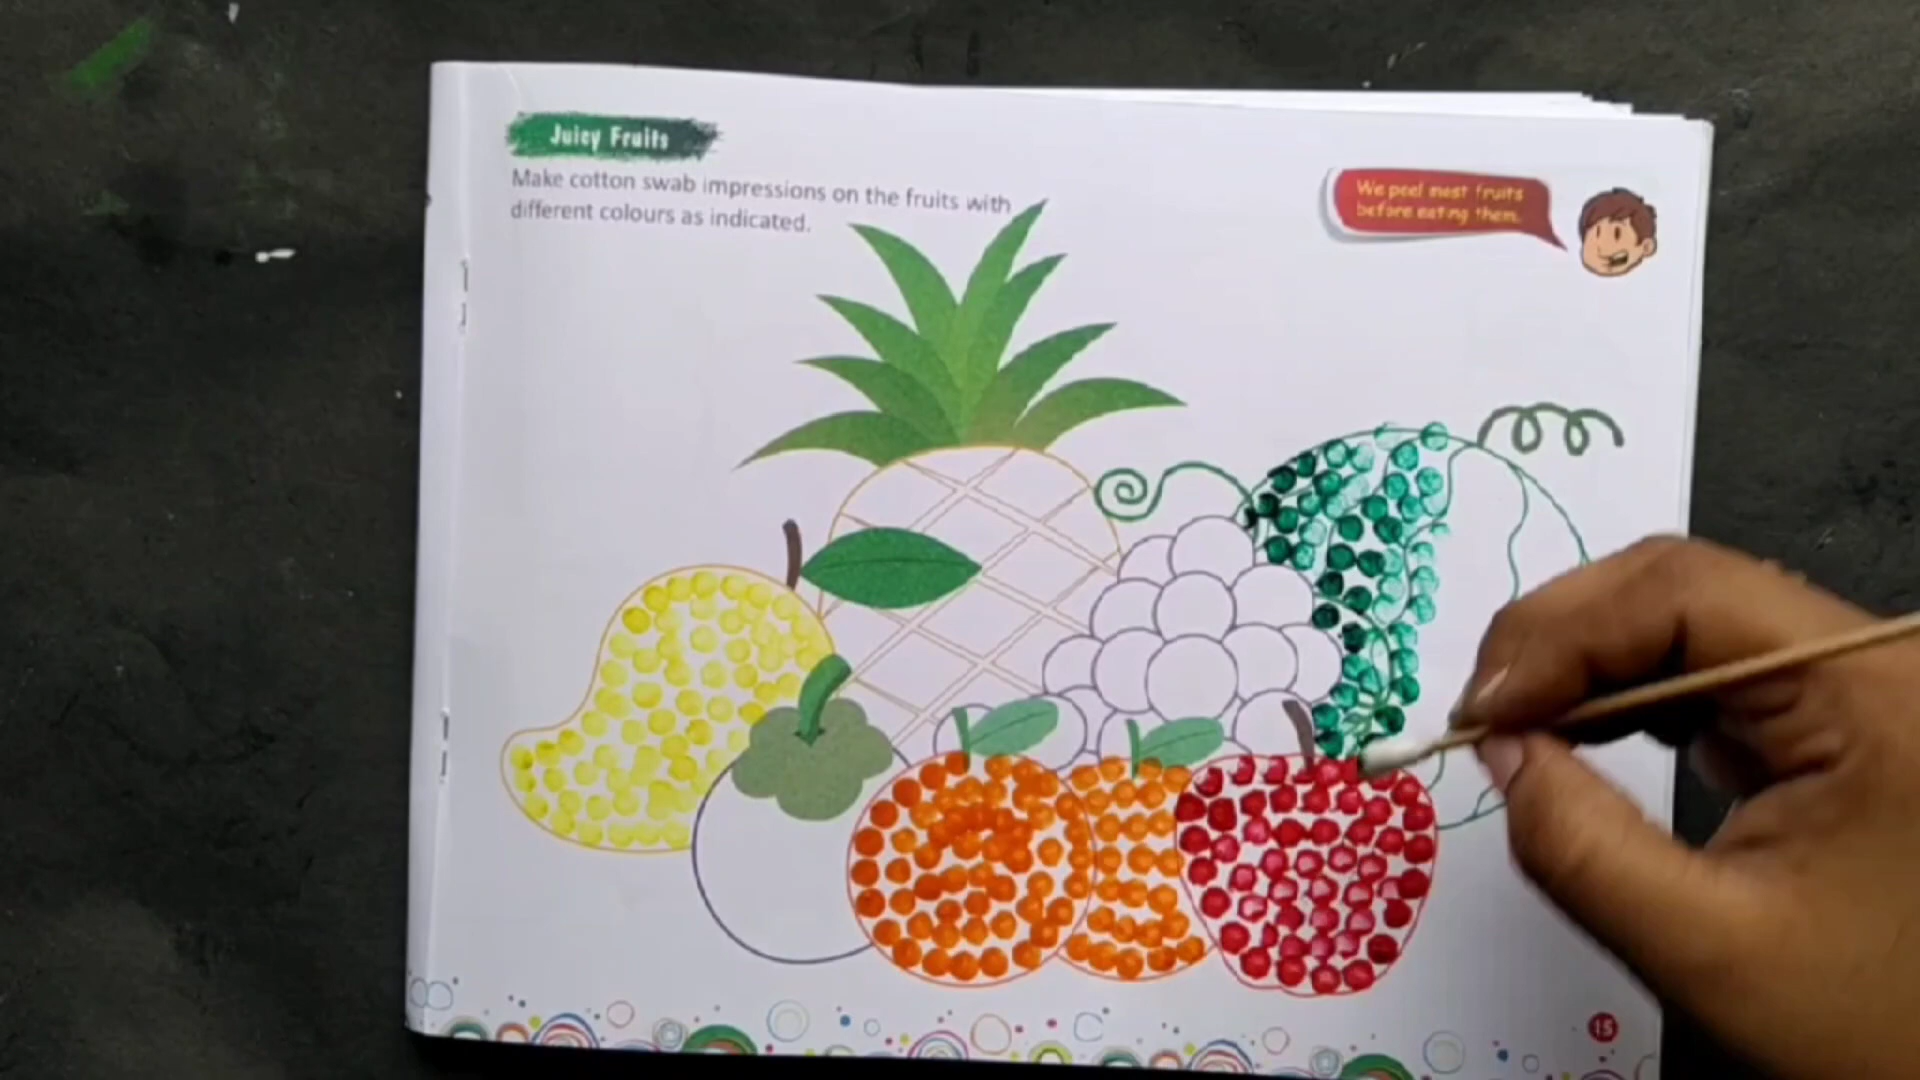 Juicy Fruits
Make cotton swab impressions on the fruits with
different colours as indicated.
We peel most fruits
before eating them.
15